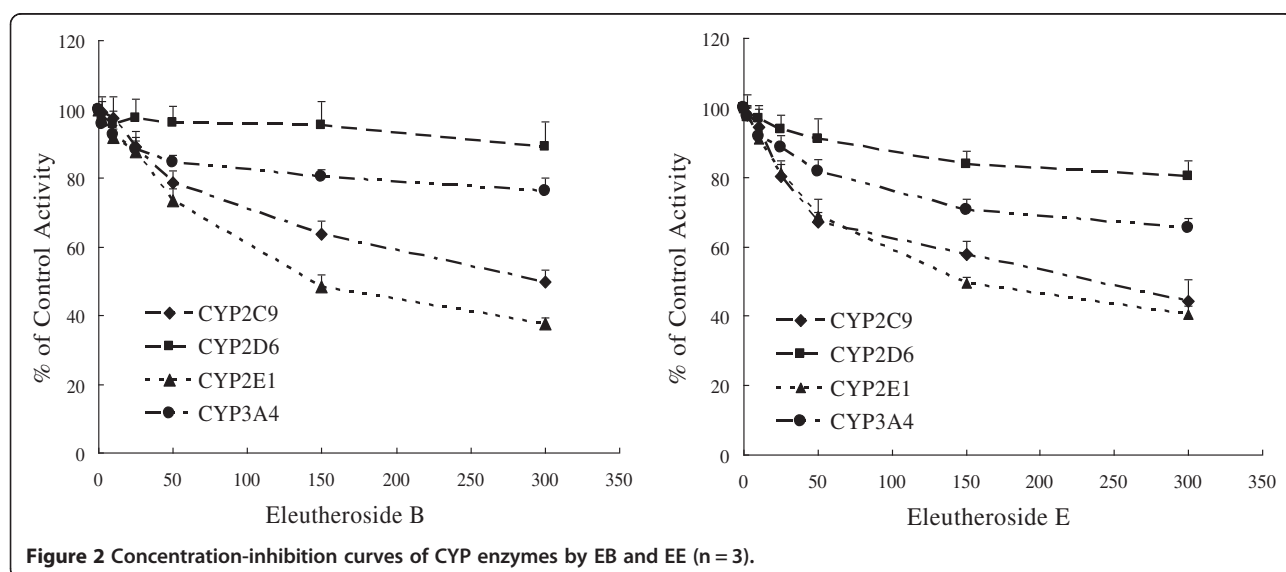 120
100
80
60
40
20
0
% of Control Activity
CYP2C9
CYP2D6
CYP2E1
CYP3A4
0 50 100 150 200 250 300 350
Eleutheroside B
120
100
80
60
40
20
0
% of Control Activity
CYP2C9
CYP2D6
CYP2E1
CYP3A4
0 50 100 150 200 250 300 350
Eleutheroside E
Figure 2 Concentration-inhibition curves of CYP enzymes by EB and EE (n = 3).